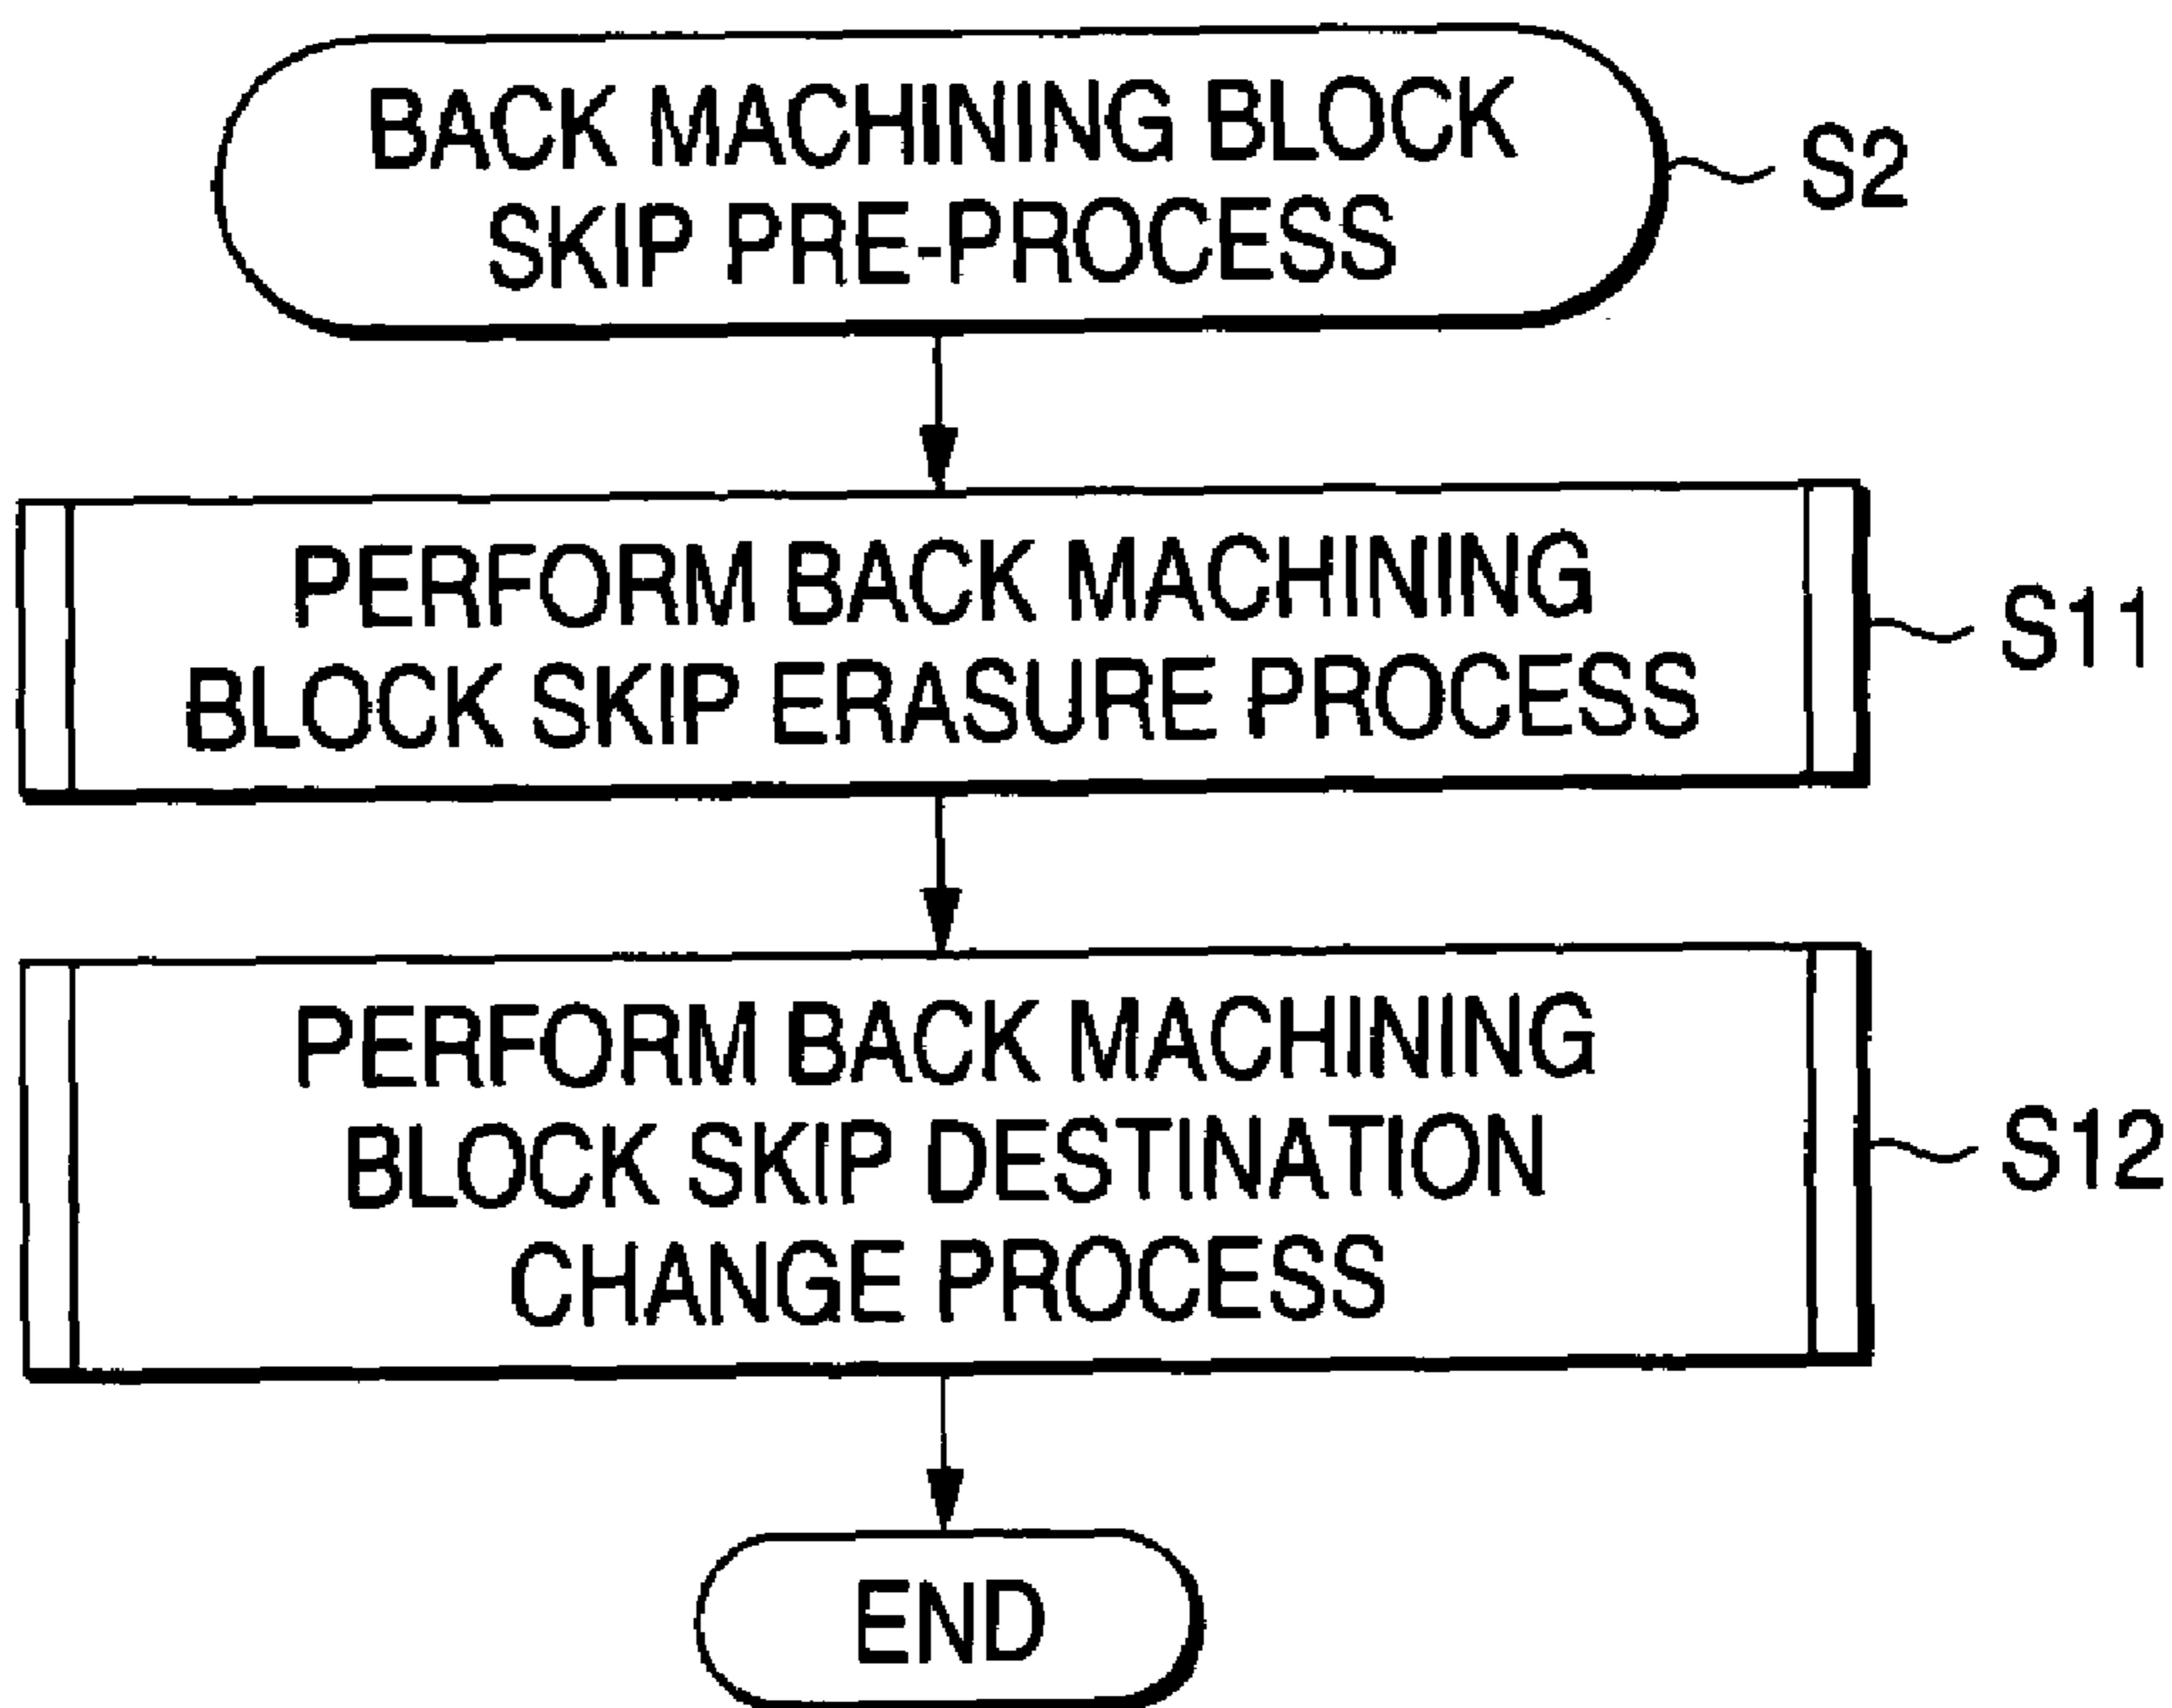 BACK MACHINING BLOCK
SKIP PRE-PROCESS
S2
PERFORM BACK MACHINING
BLOCK SKIP ERASURE PROCESS
S11
PERFORM BACK MACHINING
BLOCK SKIP DESTINATION
CHANGE PROCESS
S12
END